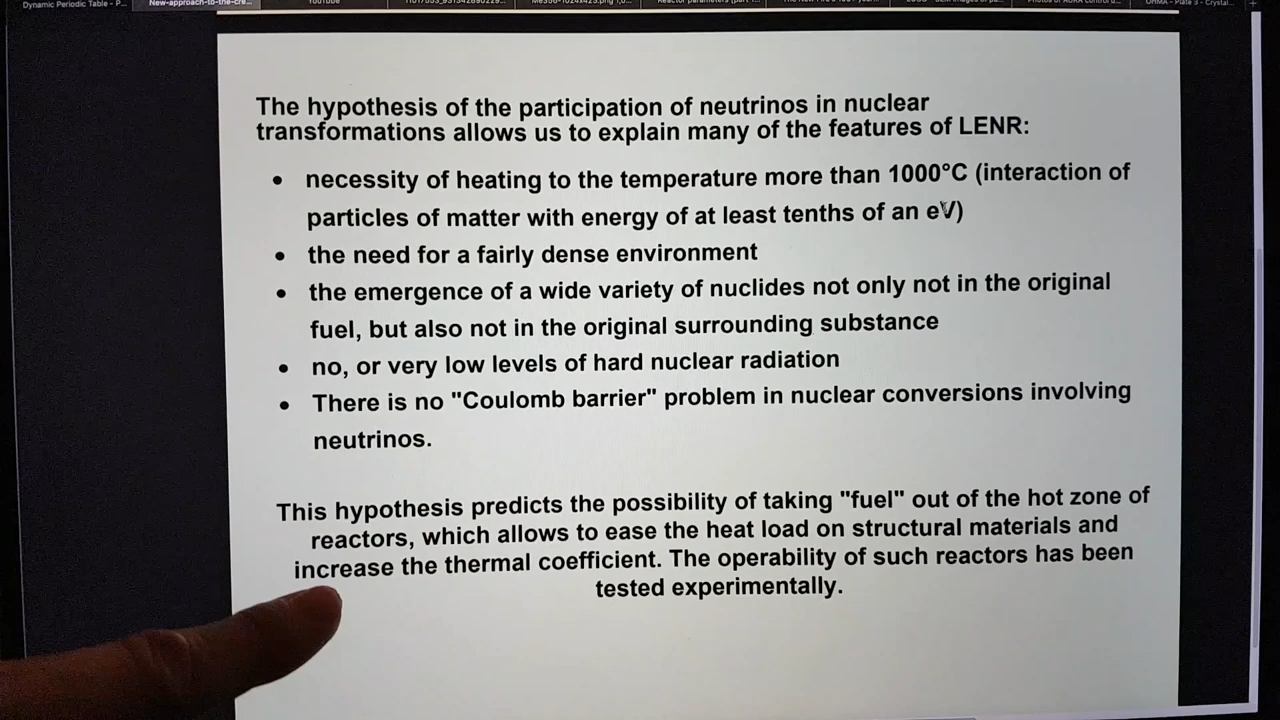 Dynamic Periodic Table - P...
New-approach-to-the-cre...
YouTube
The hypothesis of the participation of neutrinos in nuclear
transformations allows us to explain many of the features of LENR:
• necessity of heating to the temperature more than 1000°C (interaction of
particles of matter with energy of at least tenths of an eV)
• the need for a fairly dense environment
• the emergence of a wide variety of nuclides not only not in the original
fuel, but also not in the original surrounding substance
• no, or very low levels of hard nuclear radiation
• There is no "Coulomb barrier" problem in nuclear conversions involving
neutrinos.
This hypothesis predicts the possibility of taking "fuel" out of the hot zone of
reactors, which allows to ease the heat load on structural materials and
increase the thermal coefficient. The operability of such reactors has been
tested experimentally.